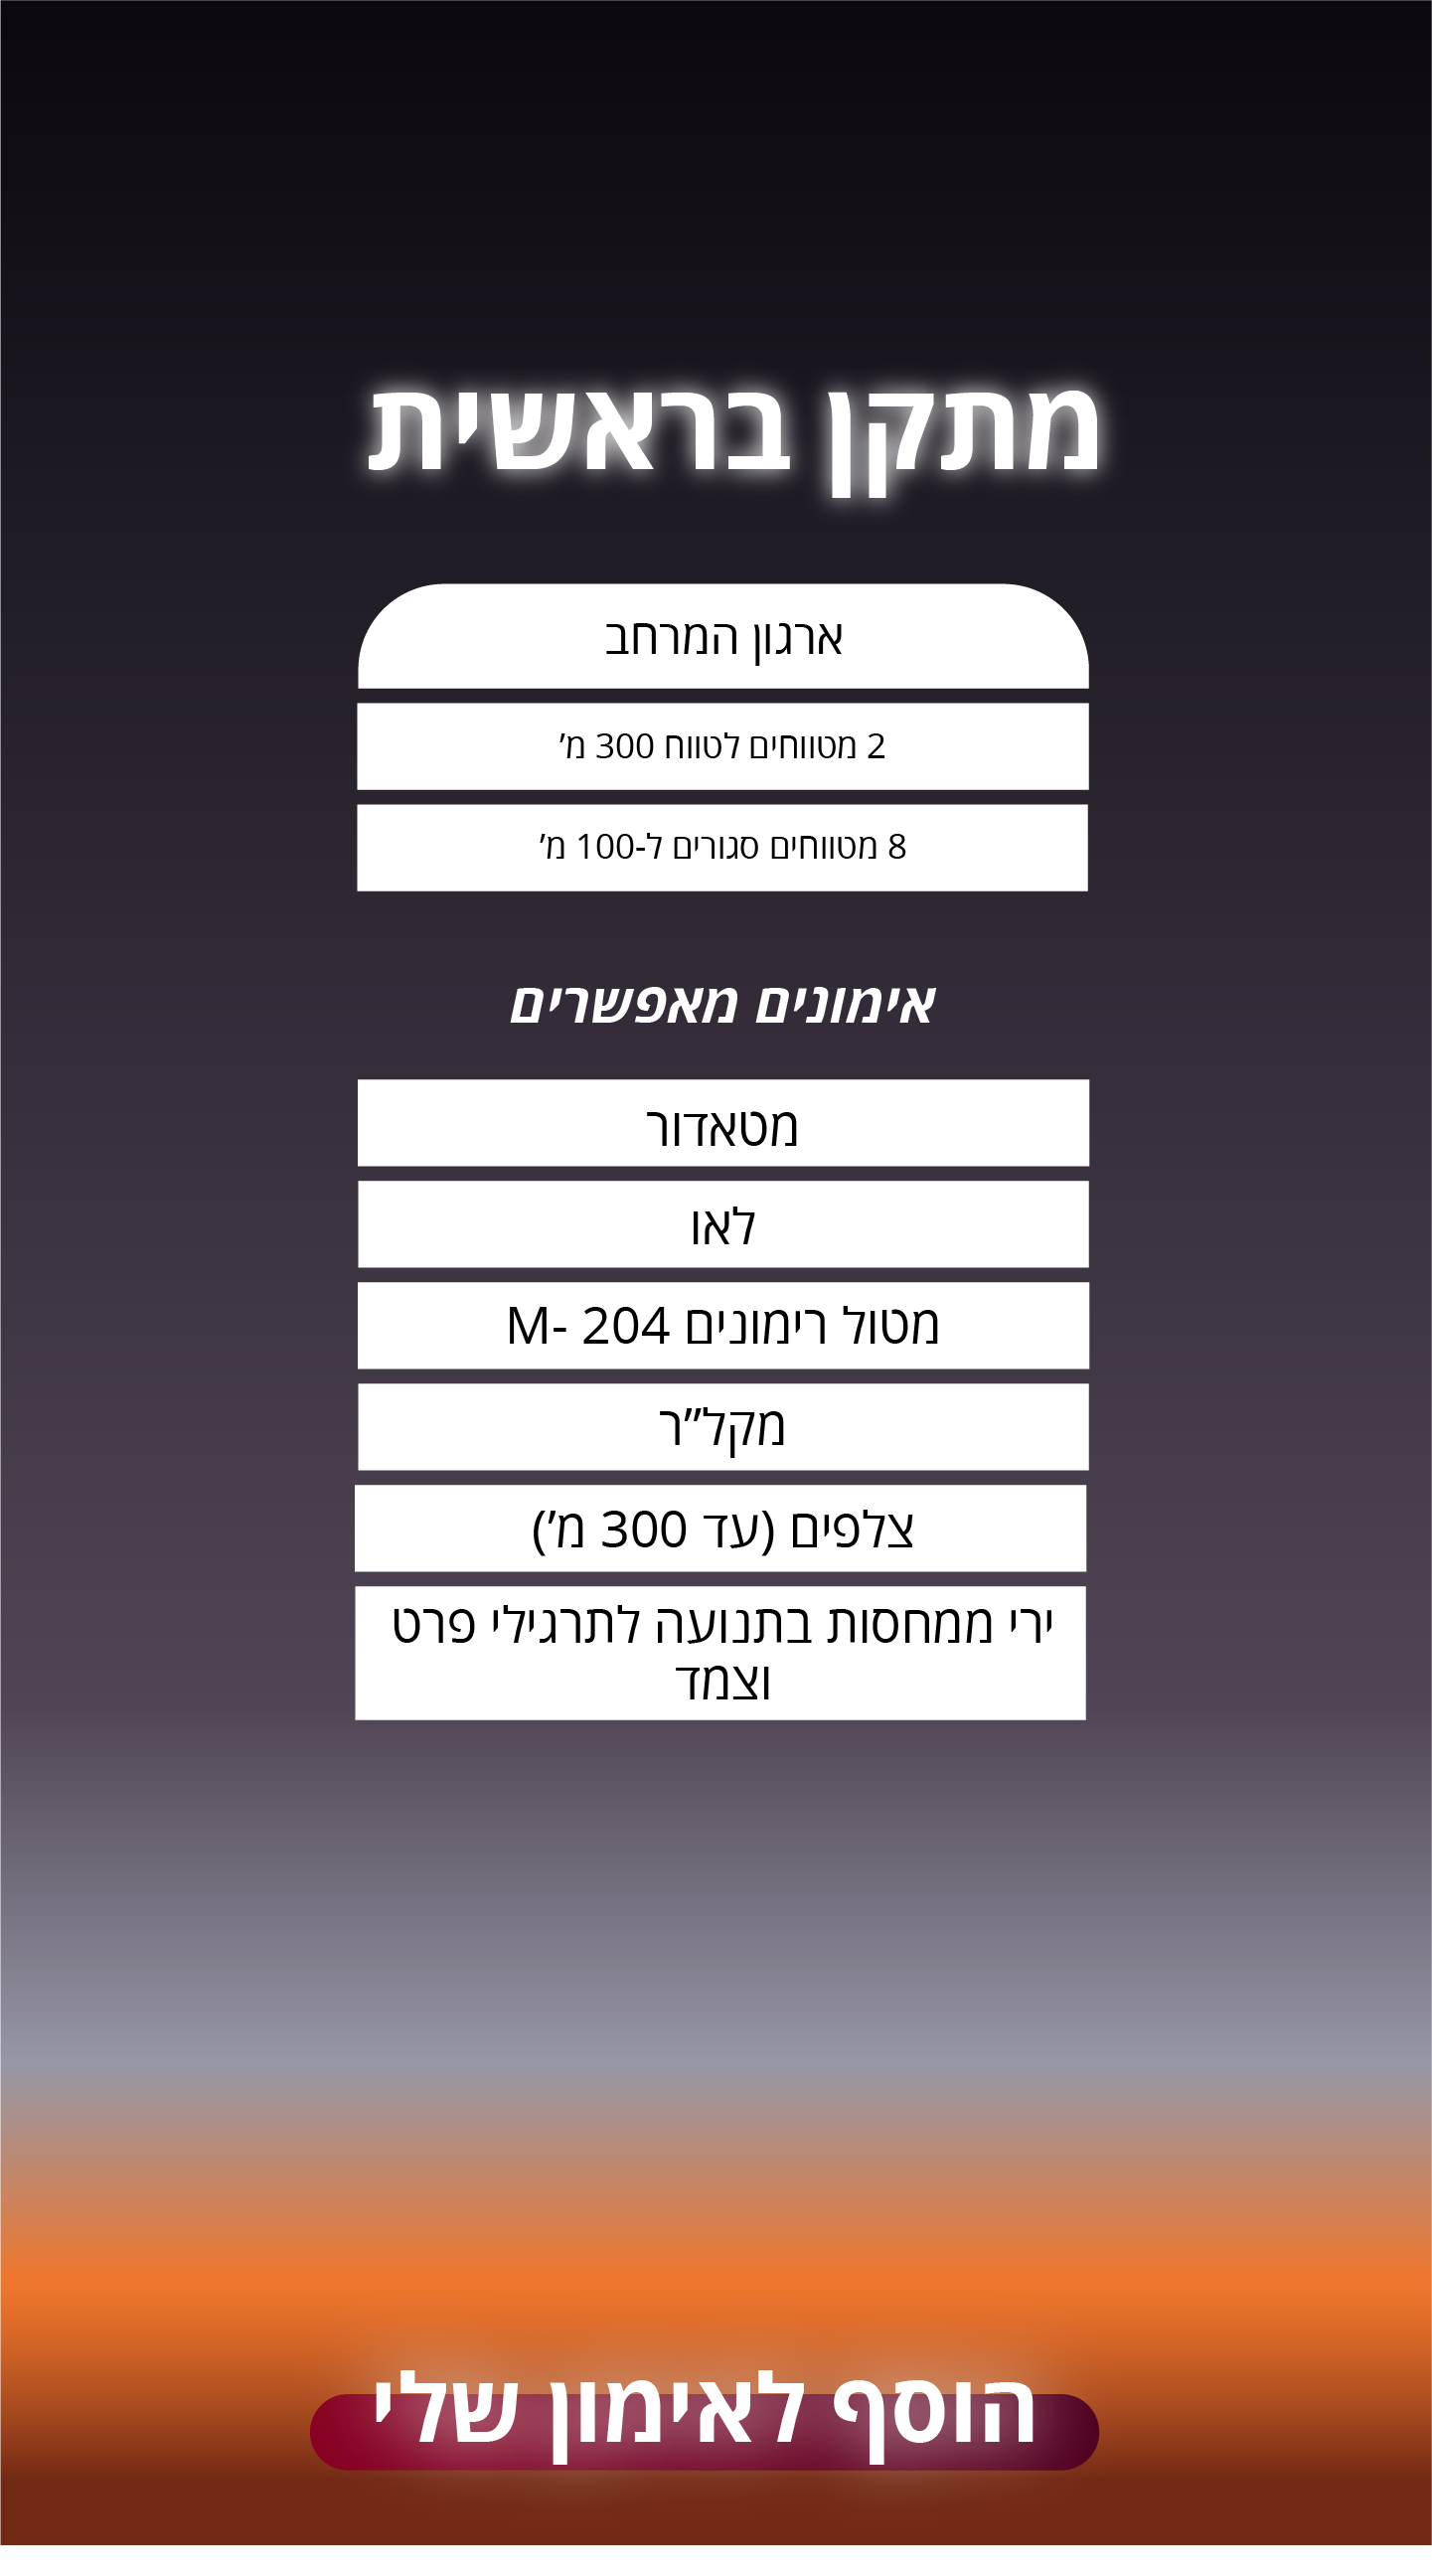 מתקן בראשית
ארגון המרחב
2 מטווחים לטווח 300 מ’
8 מטווחים סגורים ל-100 מ’
אימונים מאפשרים
מטאדור
לאו
מטול רימונים 204 -M
מקל”ר
צלפים (עד 300 מ’)
ירי ממחסות בתנועה לתרגילי פרט
וצמד
הוסף לאימון שלי